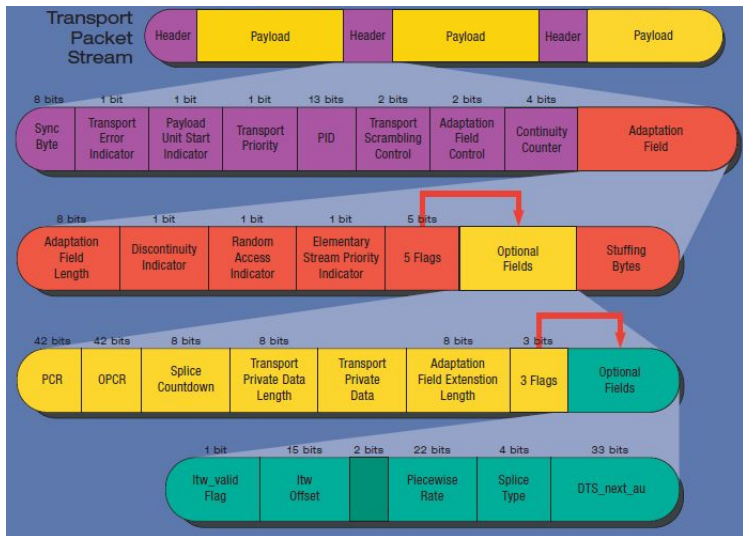 Transport
Packet
Stream
Header
Payload
Header
Payload
Header
Payload
8 bits
1 bit
1 bit
1 bit
13 bits
2 bits
2 bits
4 bits
Sync
Byte
Transport
Error
Indicator
Payload
Unit Start
Indicator
Transport
Priority
PID
Transport
Scrambling
Control
Adaptation
Field
Control
Continuity
Counter
Adaptation
Field
8 bits
1 bit
1 bit
1 bit
5 bits
Adaptation
Field
Length
Discontinuity
Indicator
Random
Access
Indicator
Elementary
Stream Priority
Indicator
5 Flags
Optional
Fields
Stuffing
Bytes
42 bits
42 bits
8 bits
8 bits
8 bits
3 bits
PCR
OPCR
Splice
Countdown
Transport
Private Data
Length
Transport
Private
Data
Adaptation
Field Extenstion
Length
3 Flags
Optional
Fields
1 bit
15 bits
2 bits
22 bits
4 bits
33 bits
ltw_valid
Flag
ltw
Offset
Piecewise
Rate
Splice
Type
DTS_next_au